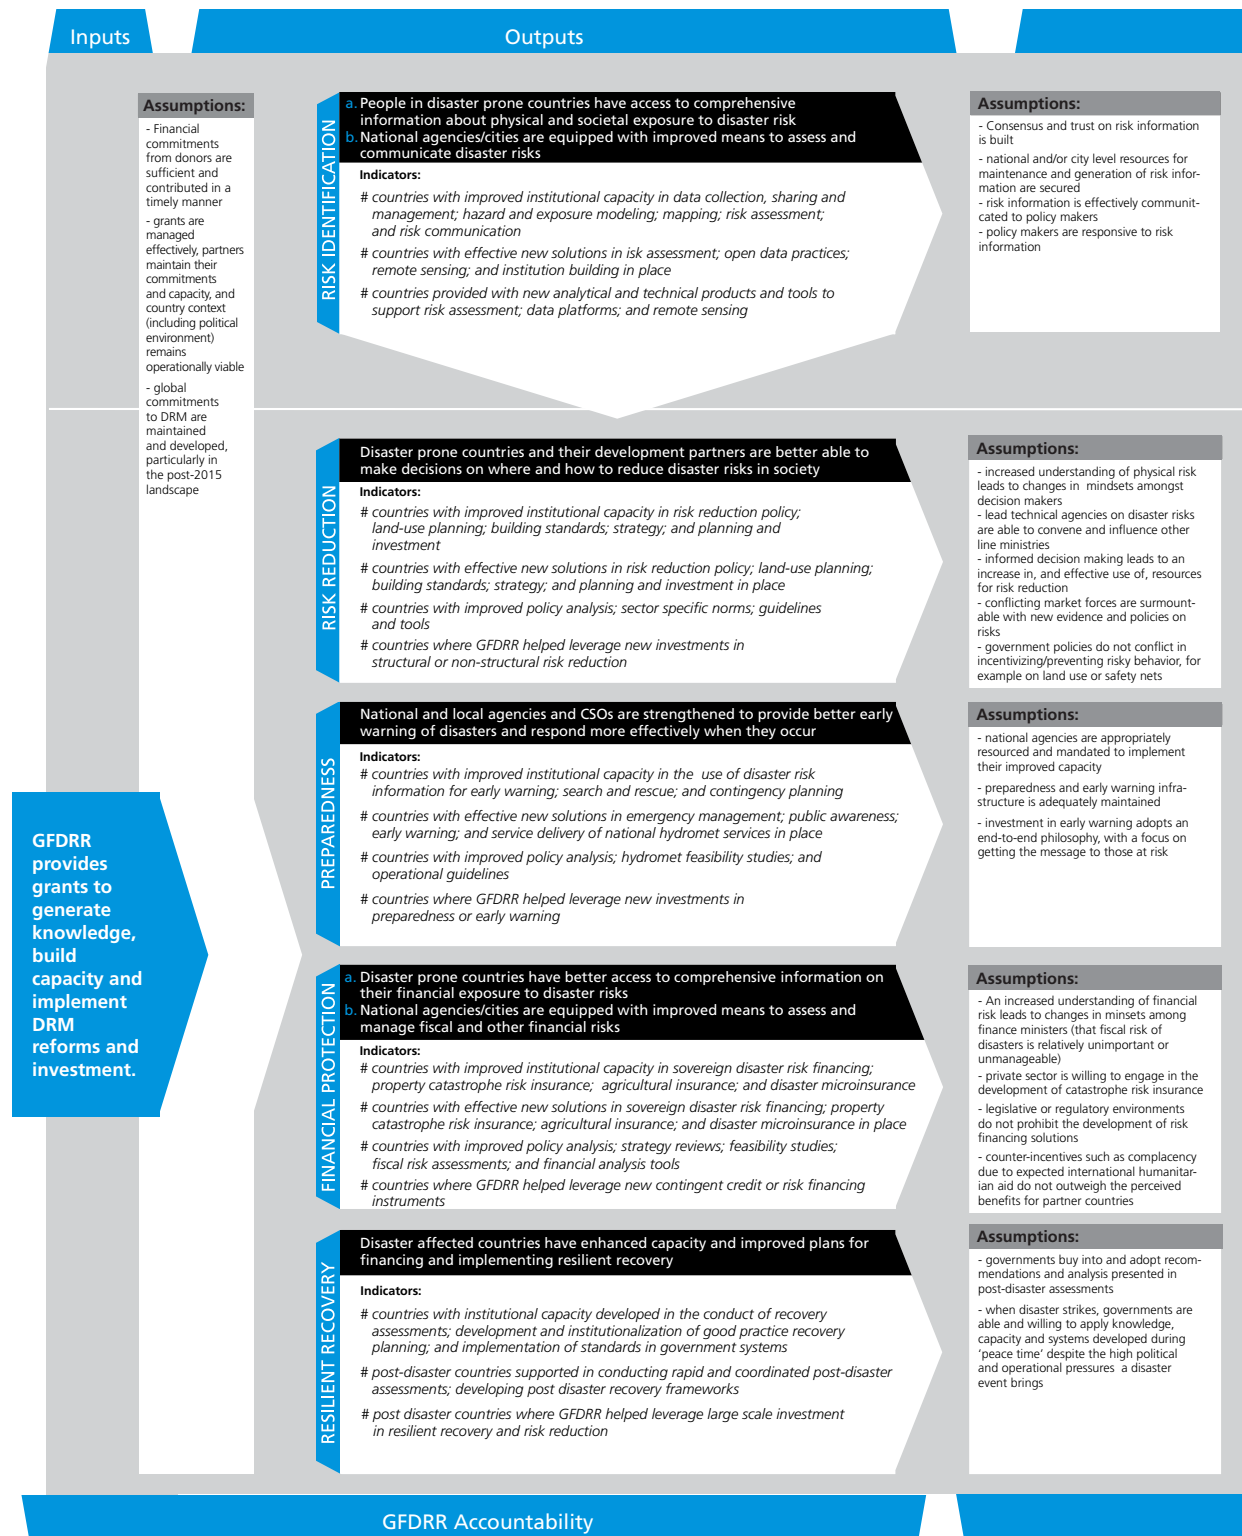 Inputs
Outputs
Assumptions:
- Financial
commitments
from donors are
sufficient and
contributed in a
timely manner
- grants are
managed
effectively, partners
maintain their
commitments
and capacity, and
country context
(including political
environment)
remains
operationally viable
- global
commitments
to DRM are
maintained
and developed,
particularly in
the post-2015
landscape
GFDRR
provides
grants to
generate
knowledge,
build
capacity and
implement
DRM
reforms and
investment.
RISK IDENTIFICATION
a. People in disaster prone countries have access to comprehensive
information about physical and societal exposure to disaster risk
b. National agencies/cities are equipped with improved means to assess and
communicate disaster risks
Indicators:
# countries with improved institutional capacity in data collection, sharing and
management; hazard and exposure modeling; mapping; risk assessment;
and risk communication
# countries with effective new solutions in isk assessment; open data practices;
remote sensing; and institution building in place
# countries provided with new analytical and technical products and tools to
support risk assessment; data platforms; and remote sensing
Assumptions:
- Consensus and trust on risk information
is built
- national and/or city level resources for
maintenance and generation of risk infor-
mation are secured
- risk information is effectively communit-
cated to policy makers
- policy makers are responsive to risk
information
RISK REDUCTION
Disaster prone countries and their development partners are better able to
make decisions on where and how to reduce disaster risks in society
Indicators:
# countries with improved institutional capacity in risk reduction policy;
land-use planning; building standards; strategy; and planning and
investment
# countries with effective new solutions in risk reduction policy; land-use planning;
building standards; strategy; and planning and investment in place
# countries with improved policy analysis; sector specific norms; guidelines
and tools
# countries where GFDRR helped leverage new investments in
structural or non-structural risk reduction
Assumptions:
- increased understanding of physical risk
leads to changes in mindsets amongst
decision makers
- lead technical agencies on disaster risks
are able to convene and influence other
line ministries
- informed decision making leads to an
increase in, and effective use of, resources
for risk reduction
- conflicting market forces are surmount-
able with new evidence and policies on
risks
- government policies do not conflict in
incentivizing/preventing risky behavior, for
example on land use or safety nets
PREPAREDNESS
National and local agencies and CSOs are strengthened to provide better early
warning of disasters and respond more effectively when they occur
Indicators:
# countries with improved institutional capacity in the use of disaster risk
information for early warning; search and rescue; and contingency planning
# countries with effective new solutions in emergency management; public awareness;
early warning; and service delivery of national hydromet services in place
# countries with improved policy analysis; hydromet feasibility studies; and
operational guidelines
# countries where GFDRR helped leverage new investments in
preparedness or early warning
Assumptions:
- national agencies are appropriately
resourced and mandated to implement
their improved capacity
- preparedness and early warning infra-
structure is adequately maintained
- investment in early warning adopts an
end-to-end philosophy, with a focus on
getting the message to those at risk
FINANCIAL PROTECTION
a. Disaster prone countries have better access to comprehensive information on
their financial exposure to disaster risks
b. National agencies/cities are equipped with improved means to assess and
manage fiscal and other financial risks
Indicators:
# countries with improved institutional capacity in sovereign disaster risk financing;
property catastrophe risk insurance; agricultural insurance; and disaster microinsurance
# countries with effective new solutions in sovereign disaster risk financing; property
catastrophe risk insurance; agricultural insurance; and disaster microinsurance in place
# countries with improved policy analysis; strategy reviews; feasibility studies;
fiscal risk assessments; and financial analysis tools
# countries where GFDRR helped leverage new contingent credit or risk financing
instruments
Assumptions:
- An increased understanding of financial
risk leads to changes in minsets among
finance ministers (that fiscal risk of
disasters is relatively unimportant or
unmanageable)
- private sector is willing to engage in the
development of catastrophe risk insurance
- legislative or regulatory environments
do not prohibit the development of risk
financing solutions
- counter-incentives such as complacency
due to expected international humanitar-
ian aid do not outweigh the perceived
benefits for partner countries
RESILIENT RECOVERY
Disaster affected countries have enhanced capacity and improved plans for
financing and implementing resilient recovery
Indicators:
# countries with institutional capacity developed in the conduct of recovery
assessments; development and institutionalization of good practice recovery
planning; and implementation of standards in government systems
# post-disaster countries supported in conducting rapid and coordinated post-disaster
assessments; developing post disaster recovery frameworks
# post disaster countries where GFDRR helped leverage large scale investment
in resilient recovery and risk reduction
Assumptions:
- governments buy into and adopt recom-
mendations and analysis presented in
post-disaster assessments
- when disaster strikes, governments are
able and willing to apply knowledge,
capacity and systems developed during
'peace time' despite the high political
and operational pressures a disaster
event brings
GFDRR Accountability